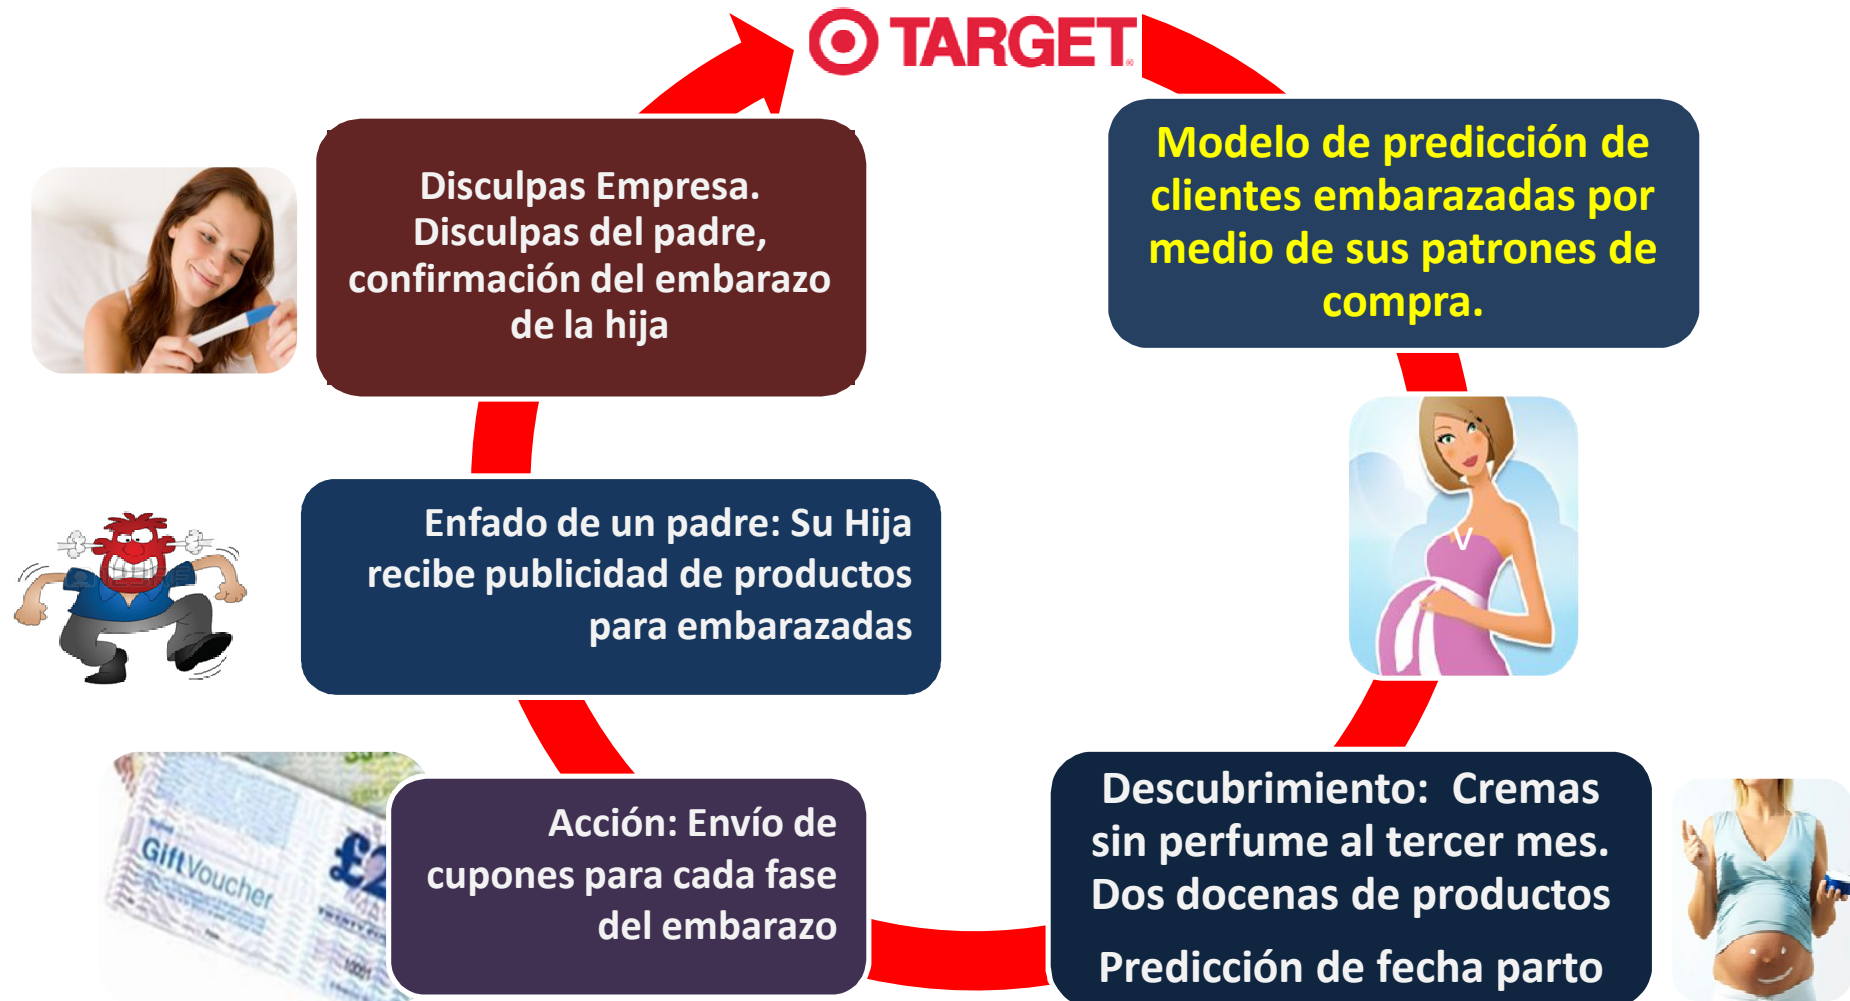 TARGET
Modelo de predicción de
clientes embarazadas por
medio de sus patrones de
compra.
V
Descubrimiento: Cremas
sin perfume al tercer mes.
Dos docenas de productos
Predicción de fecha parto
Acción: Envío de
cupones para cada fase
del embarazo
Gift Voucher
£2
Enfado de un padre: Su Hija
recibe publicidad de productos
para embarazadas
Disculpas Empresa.
Disculpas del padre,
confirmación del embarazo
de la hija